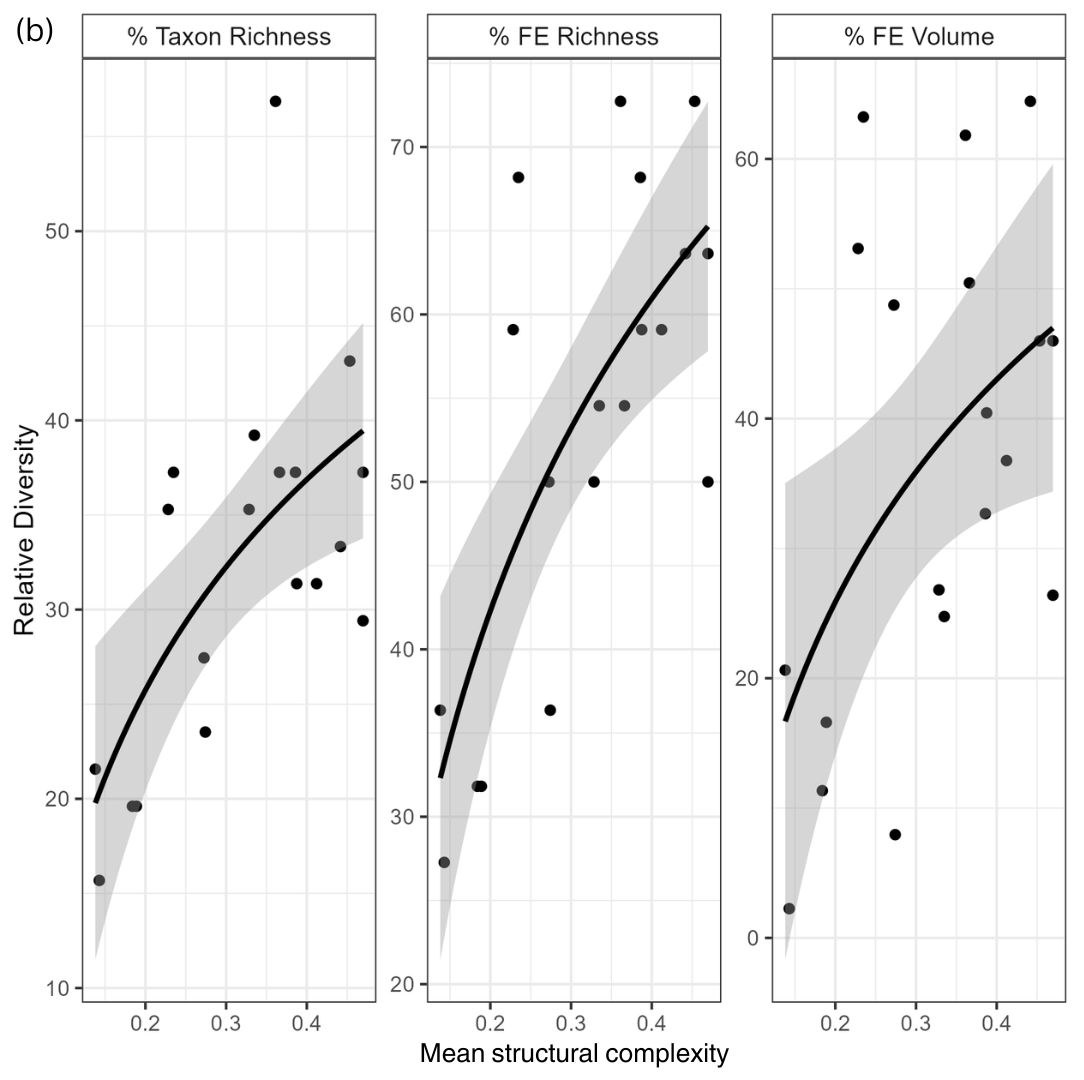 (b)
% Taxon Richness
% FE Richness
% FE Volume
Relative Diversity
50
40
30
20
10
70
60
50
40
30
20
60
40
20
0
0.2 0.3 0.4
0.2 0.3 0.4
0.2 0.3 0.4
Mean structural complexity